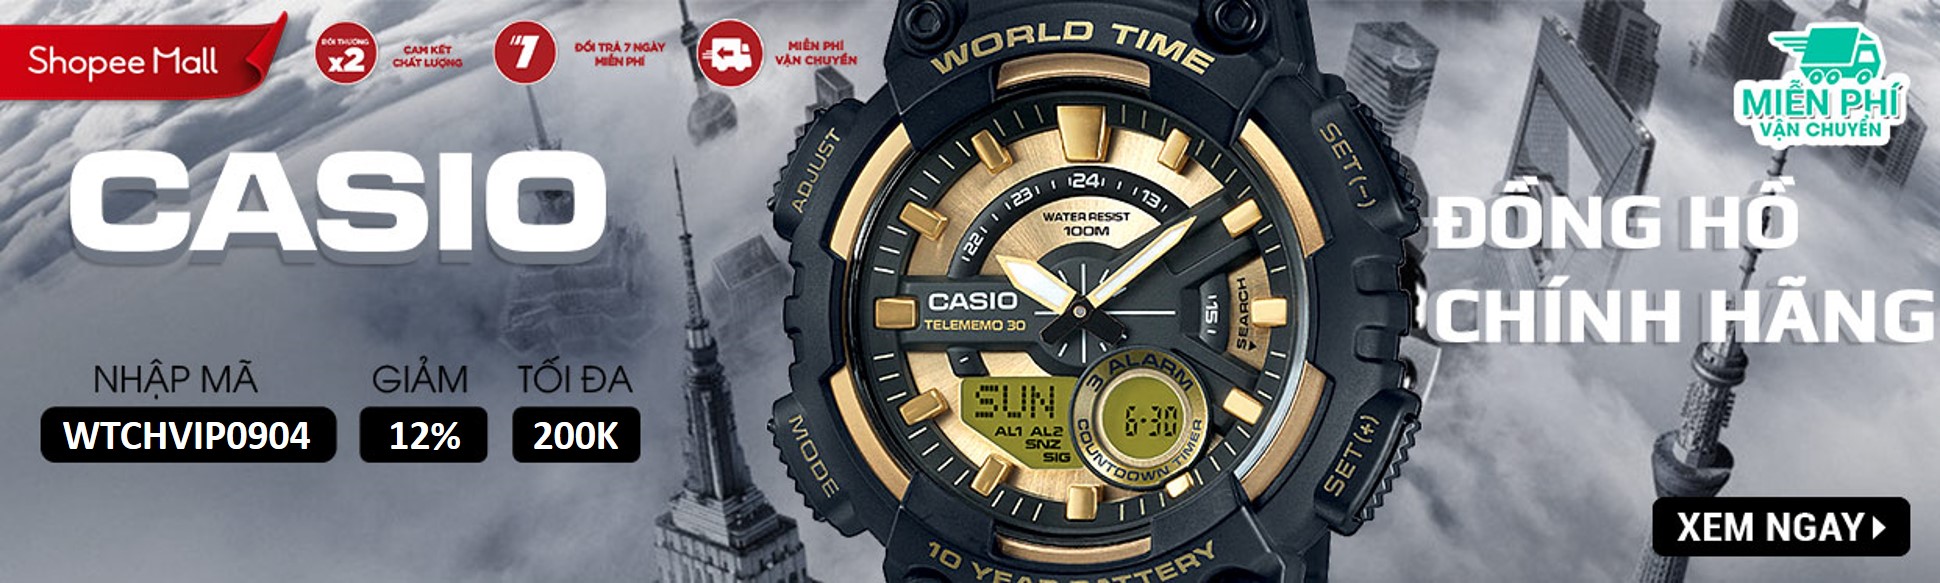 Shopee Mall
ĐỔI THƯỞNG
x2
CAM KẾT
CHẤT LƯỢNG
7
ĐỔI TRẢ 7 NGÀY
MIỄN PHÍ
MIỄN PHÍ
VẬN CHUYỂN
MIỄN PHÍ
VẬN CHUYỂN
CASIO
NHẬP MÃ
WTCHVIP0904
GIẢM
12%
TỐI ĐA
200K
WORLD TIME
ADJUST
SET(-)
22 23 24 13
WATER RESIST
100M
CASIO
TELEMEMO 30
15
SEARCH
3 ALARM
SUN
AL1 AL2
SNZ
SIG
6:30
COUNTDOWN TIMER
MODE
SET(+)
10 YEAR BATTERY
ĐỒNG HỒ
CHÍNH HÃNG
XEM NGAY